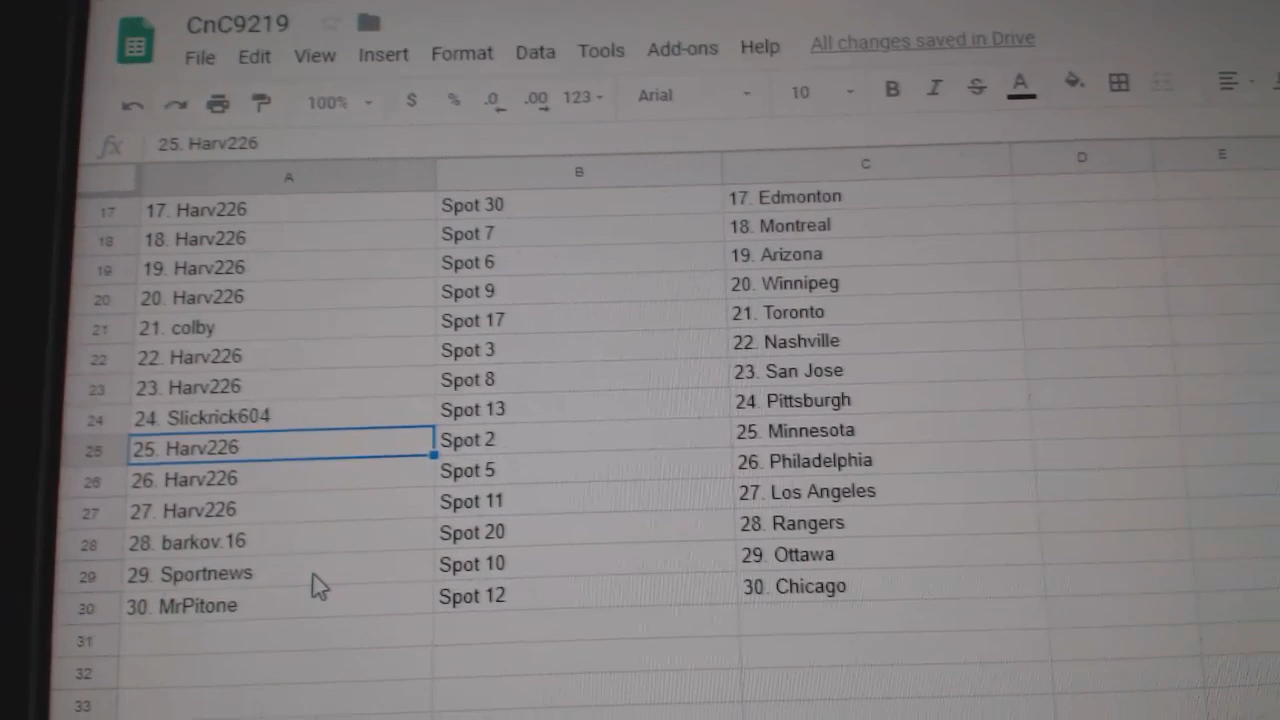 CnC9219
File Edit View Insert Format Data Tools Add-ons Help All changes saved in Drive
100% $ % .0 .00 123 Arial 10 B I S A
fx 25. Harv226
A B C D E
17 17. Harv226 Spot 30 17. Edmonton
18 18. Harv226 Spot 7 18. Montreal
19 19. Harv226 Spot 6 19. Arizona
20 20. Harv226 Spot 9 20. Winnipeg
21 21. colby Spot 17 21. Toronto
22 22. Harv226 Spot 3 22. Nashville
23 23. Harv226 Spot 8 23. San Jose
24 24. Slickrick604 Spot 13 24. Pittsburgh
25 25. Harv226 Spot 2 25. Minnesota
26 26. Harv226 Spot 5 26. Philadelphia
27 27. Harv226 Spot 11 27. Los Angeles
28 28. barkov.16 Spot 20 28. Rangers
29 29. Sportnews Spot 10 29. Ottawa
30 30. MrPitone Spot 12 30. Chicago
31
32
33